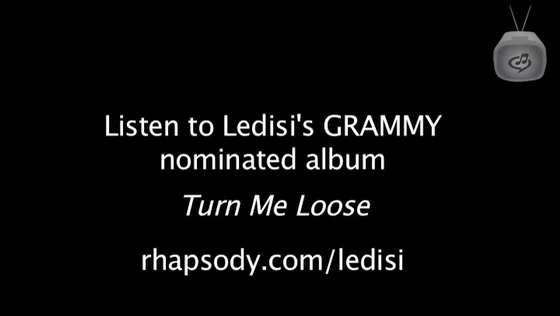 Listen to Ledisi's GRAMMY
nominated album
Turn Me Loose
rhapsody.com/ledisi